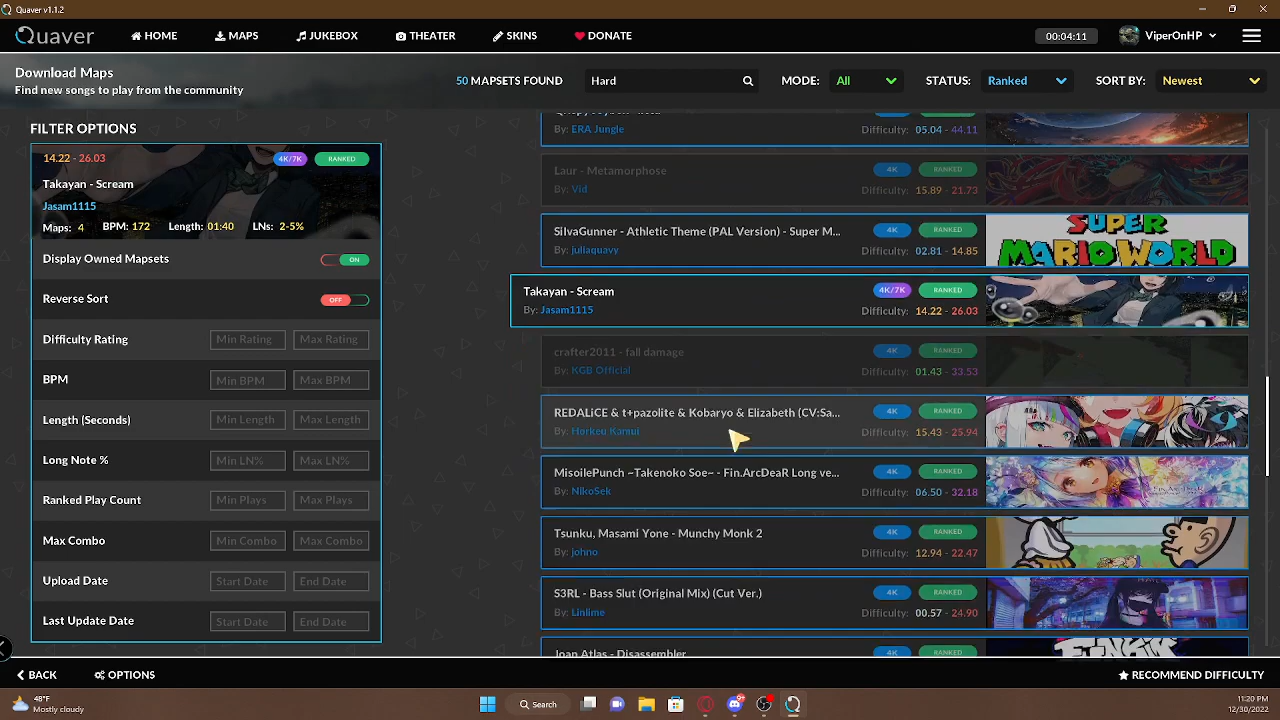 Quaver v1.1.2
Quaver HOME MAPS JUKEBOX THEATER SKINS DONATE 00:04:11 ViperOnHP
Download Maps
Find new songs to play from the community
50 MAPSETS FOUND Hard MODE: All STATUS: Ranked SORT BY: Newest
FILTER OPTIONS
14.22 - 26.03 4K/7K RANKED
Takayan - Scream
Jasam1115
Maps: 4 BPM: 172 Length: 01:40 LNs: 2-5%
Display Owned Mapsets ON
Reverse Sort OFF
Difficulty Rating Min Rating Max Rating
BPM Min BPM Max BPM
Length (Seconds) Min Length Max Length
Long Note % Min LN% Max LN%
Ranked Play Count Min Plays Max Plays
Max Combo Min Combo Max Combo
Upload Date Start Date End Date
Last Update Date Start Date End Date
By: ERA Jungle Difficulty: 05.04 - 44.11
Laur - Metamorphose 4K RANKED
By: Vid Difficulty: 15.89 - 21.73
SiIvaGunner - Athletic Theme (PAL Version) - Super M... 4K RANKED
By: juliaquavy Difficulty: 02.81 - 14.85
SUPER
MARIO WORLD
Takayan - Scream 4K/7K RANKED
By: Jasam1115 Difficulty: 14.22 - 26.03
crafter2011 - fall damage 4K RANKED
By: KGB Official Difficulty: 01.43 - 33.53
REDALiCE & t+pazolite & Kobaryo & Elizabeth (CV:Sa... 4K RANKED
By: Horkeu Kamui Difficulty: 15.43 - 25.94
MisoilePunch ~Takenoko Soe~ - Fin.ArcDeaR Long ve... 4K RANKED
By: NikoSek Difficulty: 06.50 - 32.18
Tsunku, Masami Yone - Munchy Monk 2 4K RANKED
By: johno Difficulty: 12.94 - 22.47
S3RL - Bass Slut (Original Mix) (Cut Ver.) 4K RANKED
By: Linlime Difficulty: 00.57 - 24.90
Joan Atlas - Disassembler 4K RANKED
FUNKIN
BACK OPTIONS RECOMMEND DIFFICULTY
48°F
Mostly cloudy
Search
11:20 PM
12/30/2022